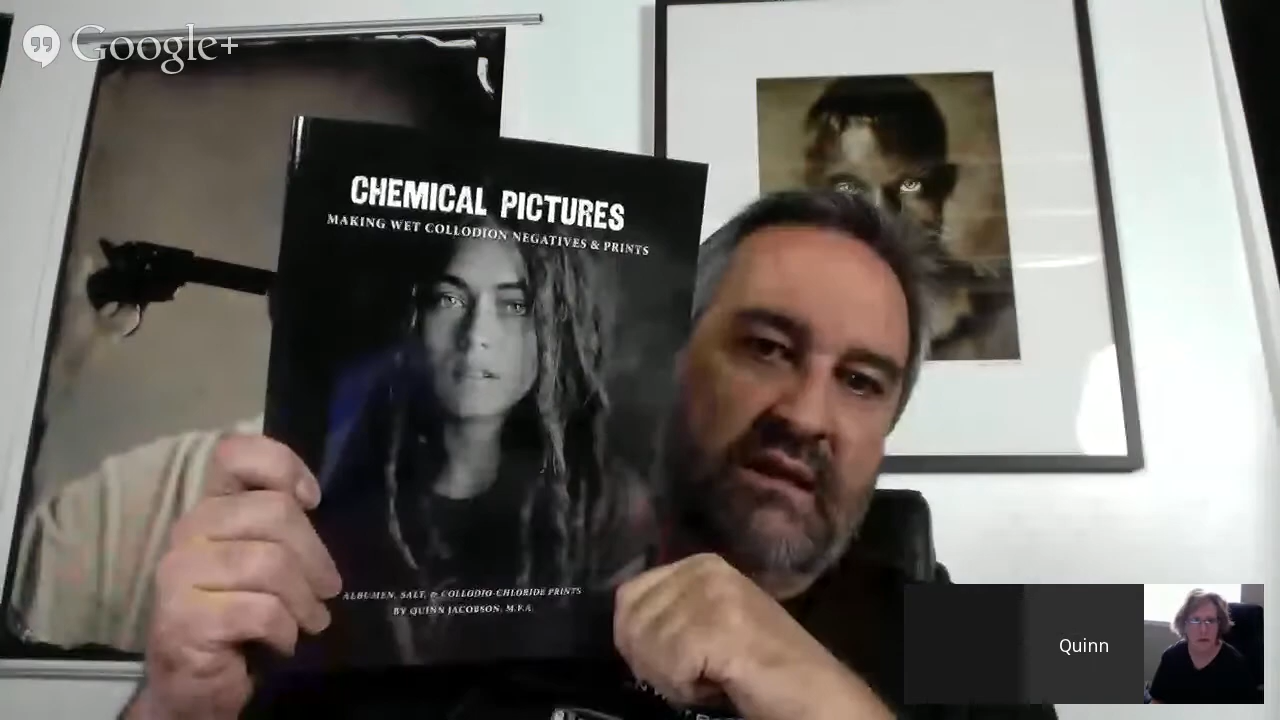 Google+
CHEMICAL PICTURES
MAKING WET COLLODION NEGATIVES & PRINTS
ALBUMEN, SALT, & COLLODIO-CHLORIDE PRINTS
BY QUINN JACOBSON, M.F.A.
Quinn